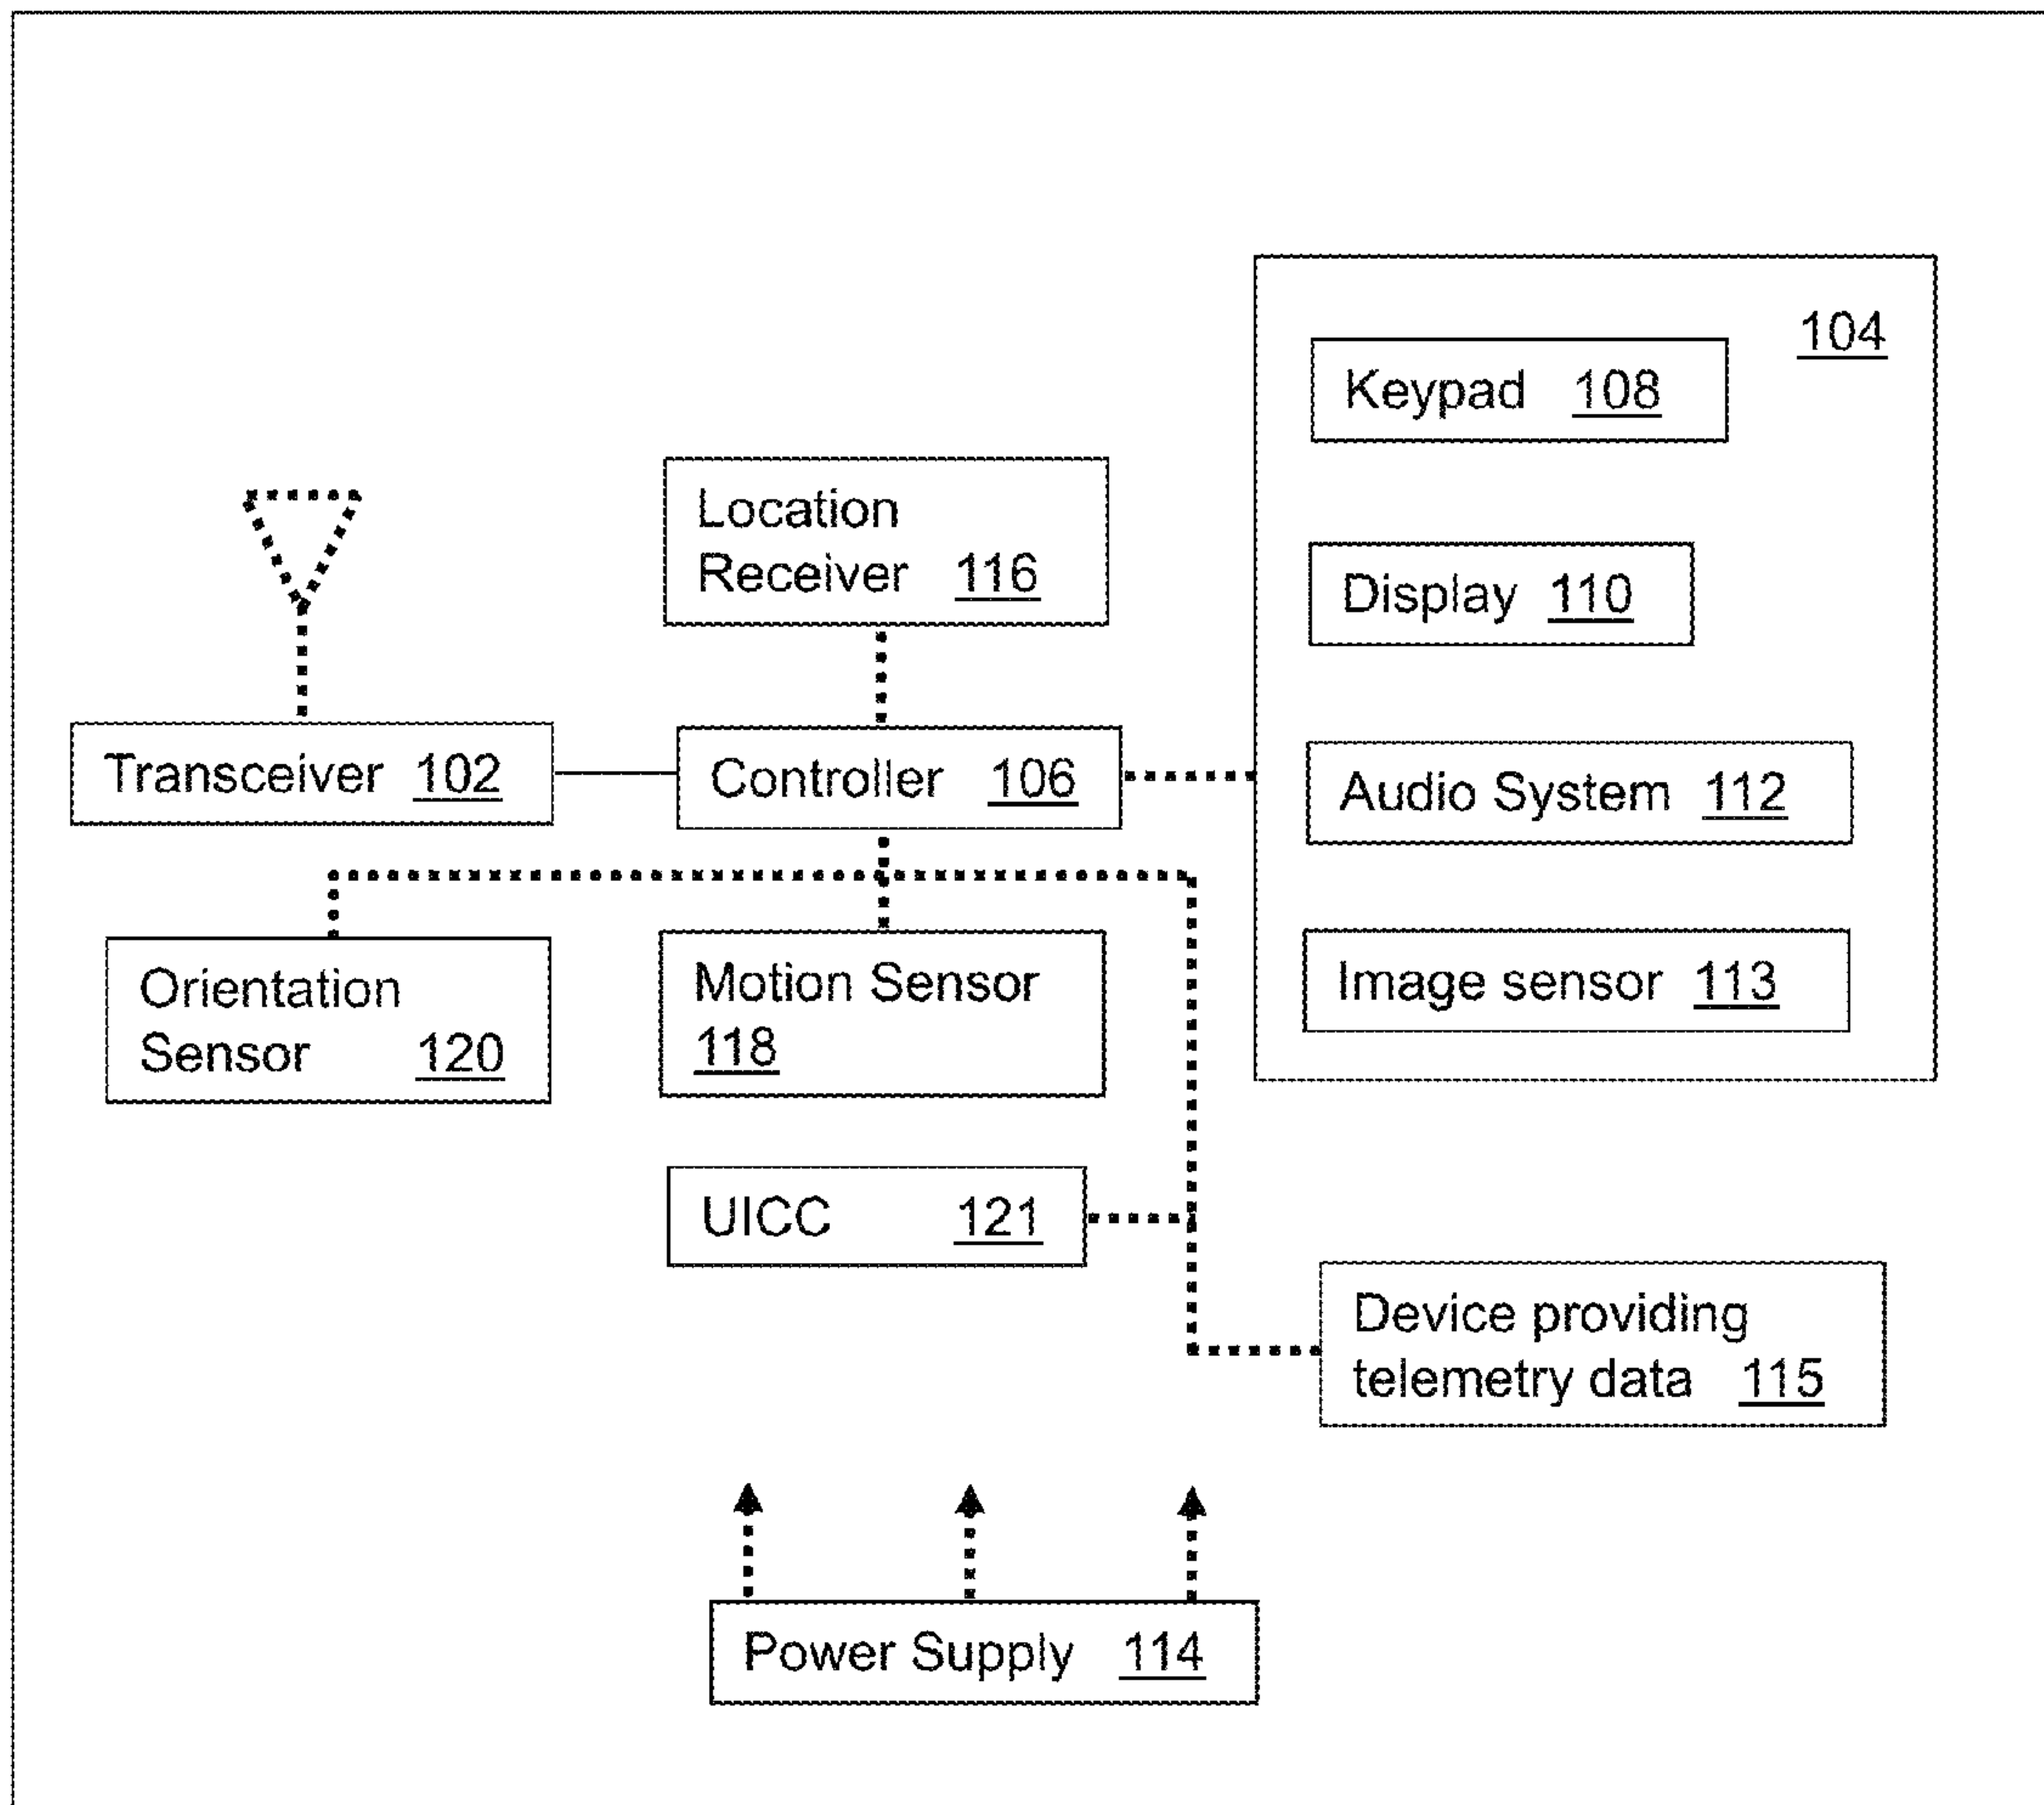 104
Keypad 108
Location
Receiver 116
Display 110
Transceiver 102
Controller 106
Audio System 112
Orientation
Sensor 120
Motion Sensor
118
Image sensor 113
UICC 121
Device providing
telemetry data 115
Power Supply 114